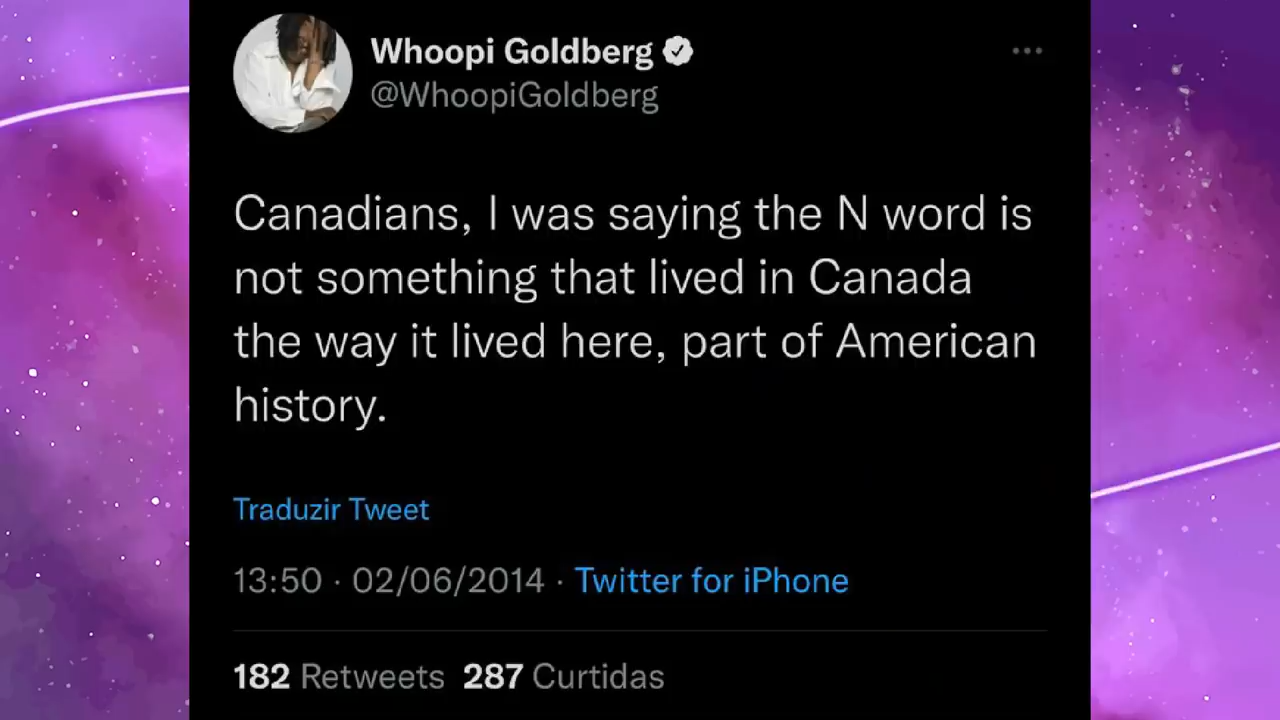 Whoopi Goldberg
@WhoopiGoldberg
Canadians, I was saying the N word is
not something that lived in Canada
the way it lived here, part of American
history.
Traduzir Tweet
13:50 · 02/06/2014 · Twitter for iPhone
182 Retweets 287 Curtidas